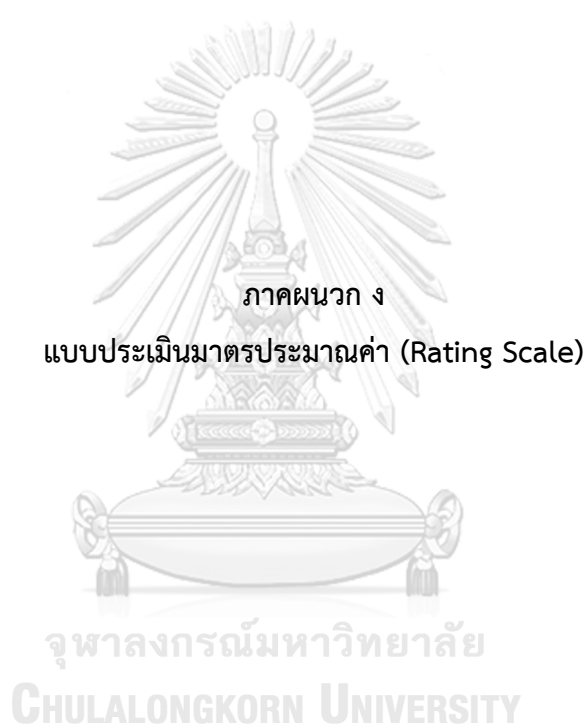 ภาคผนวก ง
แบบประเมินมาตรประมาณค่า (Rating Scale)
จุฬาลงกรณ์มหาวิทยาลัย
CHULALONGKORN UNIVERSITY